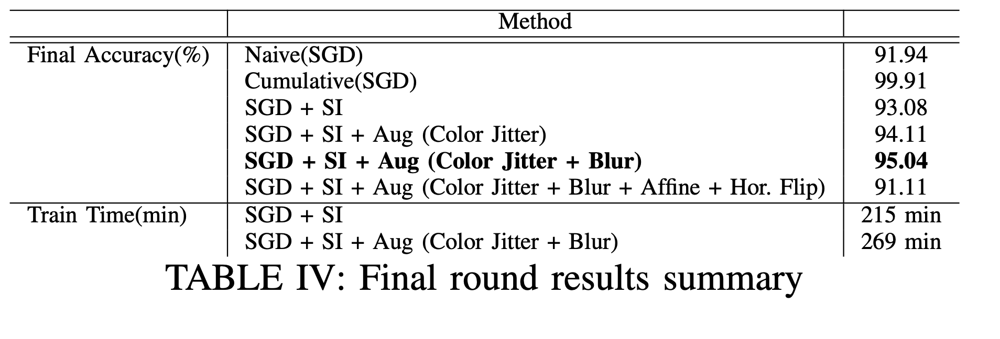 Method
Final Accuracy(%) Naive(SGD) 91.94
Cumulative(SGD) 99.91
SGD + SI 93.08
SGD + SI + Aug (Color Jitter) 94.11
SGD + SI + Aug (Color Jitter + Blur) 95.04
SGD + SI + Aug (Color Jitter + Blur + Affine + Hor. Flip) 91.11
Train Time(min) SGD + SI 215 min
SGD + SI + Aug (Color Jitter + Blur) 269 min
TABLE IV: Final round results summary